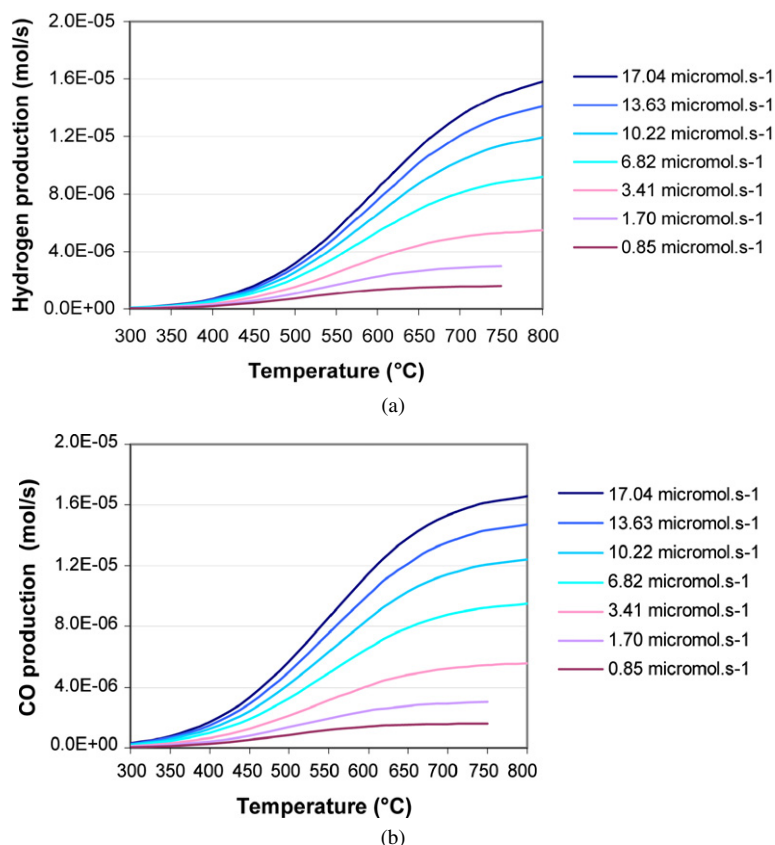 2.0E-05
1.6E-05
1.2E-05
8.0E-06
4.0E-06
0.0E+00
Hydrogen production (mol/s)
300 350 400 450 500 550 600 650 700 750 800
Temperature (°C)
17.04 micromol.s-1
13.63 micromol.s-1
10.22 micromol.s-1
6.82 micromol.s-1
3.41 micromol.s-1
1.70 micromol.s-1
0.85 micromol.s-1
(a)
2.0E-05
1.6E-05
1.2E-05
8.0E-06
4.0E-06
0.0E+00
CO production (mol/s)
300 350 400 450 500 550 600 650 700 750 800
Temperature (°C)
17.04 micromol.s-1
13.63 micromol.s-1
10.22 micromol.s-1
6.82 micromol.s-1
3.41 micromol.s-1
1.70 micromol.s-1
0.85 micromol.s-1
(b)